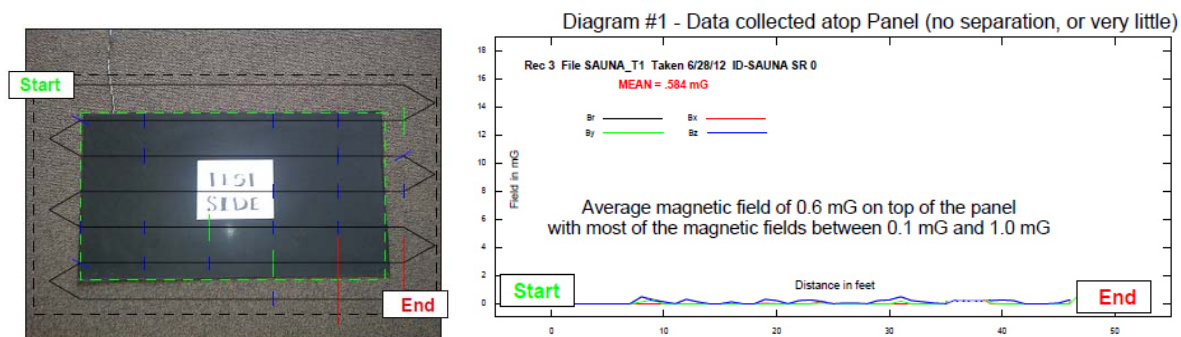 Start
TEST
SIDE
End
Diagram #1 - Data collected atop Panel (no separation, or very little)
Rec 3 File SAUNA_T1 Taken 6/28/12 ID-SAUNA SR 0
MEAN = .584 mG
Br
Bx
By
Bz
Field in mG
18
16
14
12
10
8
6
4
2
0
Average magnetic field of 0.6 mG on top of the panel
with most of the magnetic fields between 0.1 mG and 1.0 mG
Start
Distance in feet
End
0
10
20
30
40
50